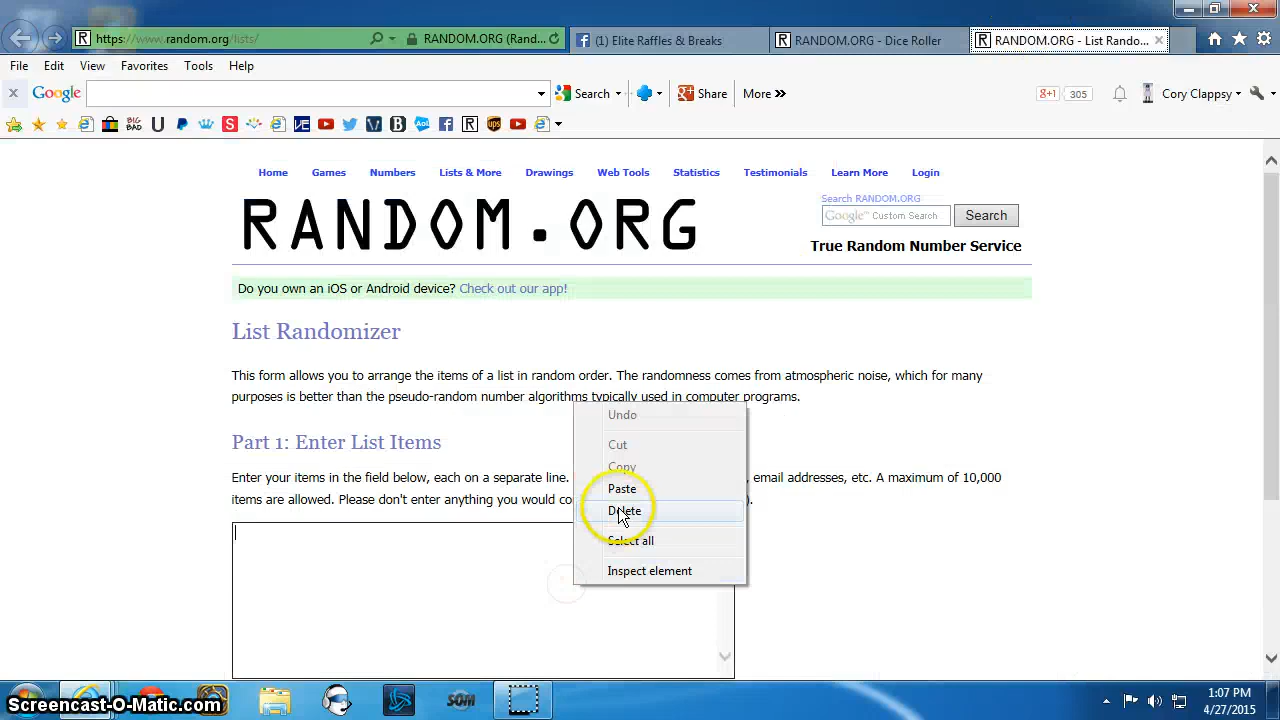 https://www.random.org/lists/
RANDOM.ORG (Rand...
(1) Elite Raffles & Breaks
RANDOM.ORG - Dice Roller
RANDOM.ORG - List Rando...
File Edit View Favorites Tools Help
Google
Search
Share
More »
+1
305
Cory Clappsy
BIG BAD
Home Games Numbers Lists & More Drawings Web Tools Statistics Testimonials Learn More Login
RANDOM.ORG
Search RANDOM.ORG
Google™ Custom Search
Search
True Random Number Service
Do you own an iOS or Android device? Check out our app!
List Randomizer
This form allows you to arrange the items of a list in random order. The randomness comes from atmospheric noise, which for many
purposes is better than the pseudo-random number algorithms typically used in computer programs.
Part 1: Enter List Items
Enter your items in the field below, each on a separate line.
email addresses, etc. A maximum of 10,000
items are allowed. Please don't enter anything you would co
).
Undo
Cut
Copy
Paste
Delete
Select all
Inspect element
SOM
1:07 PM
4/27/2015
Screencast-O-Matic.com